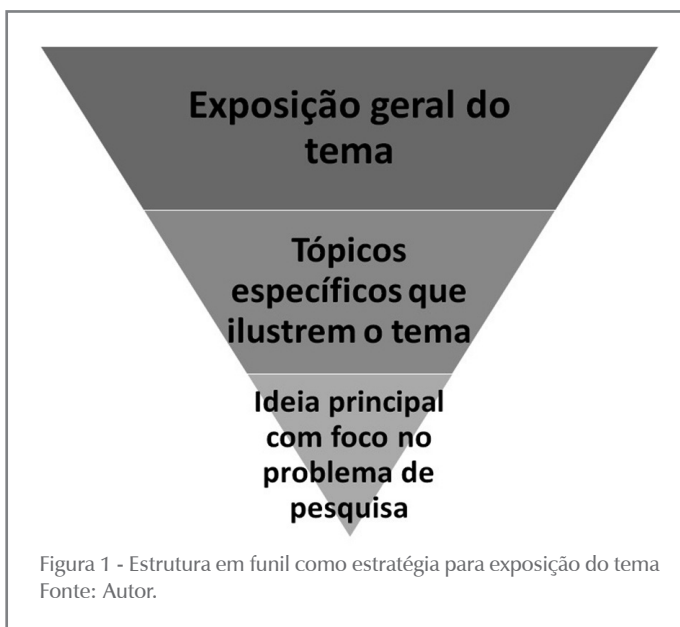 Exposição geral do
tema
Tópicos
específicos que
ilustrem o tema
Ideia principal
com foco no
problema de
pesquisa
Figura 1 - Estrutura em funil como estratégia para exposição do tema
Fonte: Autor.